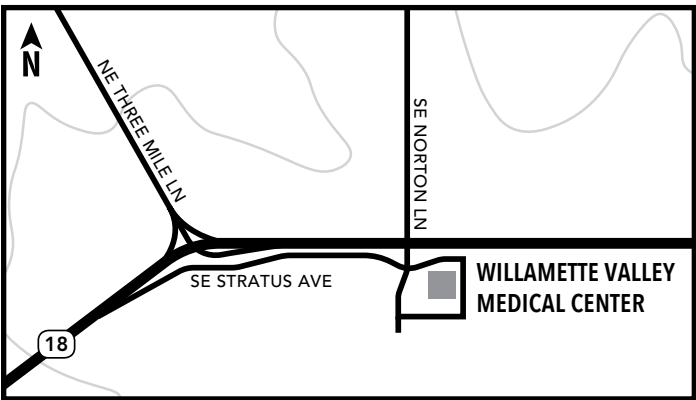 N
NE THREE MILE LN
SE NORTON LN
SE STRATUS AVE
WILLAMETTE VALLEY
MEDICAL CENTER
18